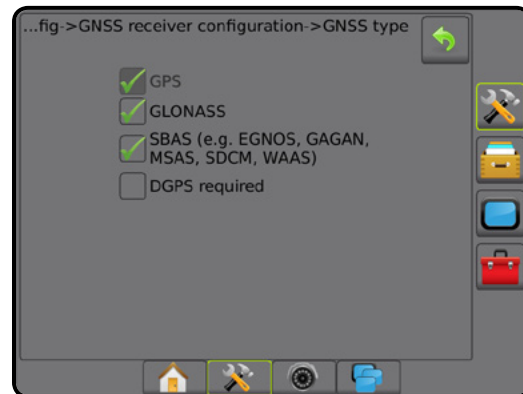 ...fig->GNSS receiver configuration->GNSS type
GPS
GLONASS
SBAS (e.g. EGNOS, GAGAN,
MSAS, SDCM, WAAS)
DGPS required